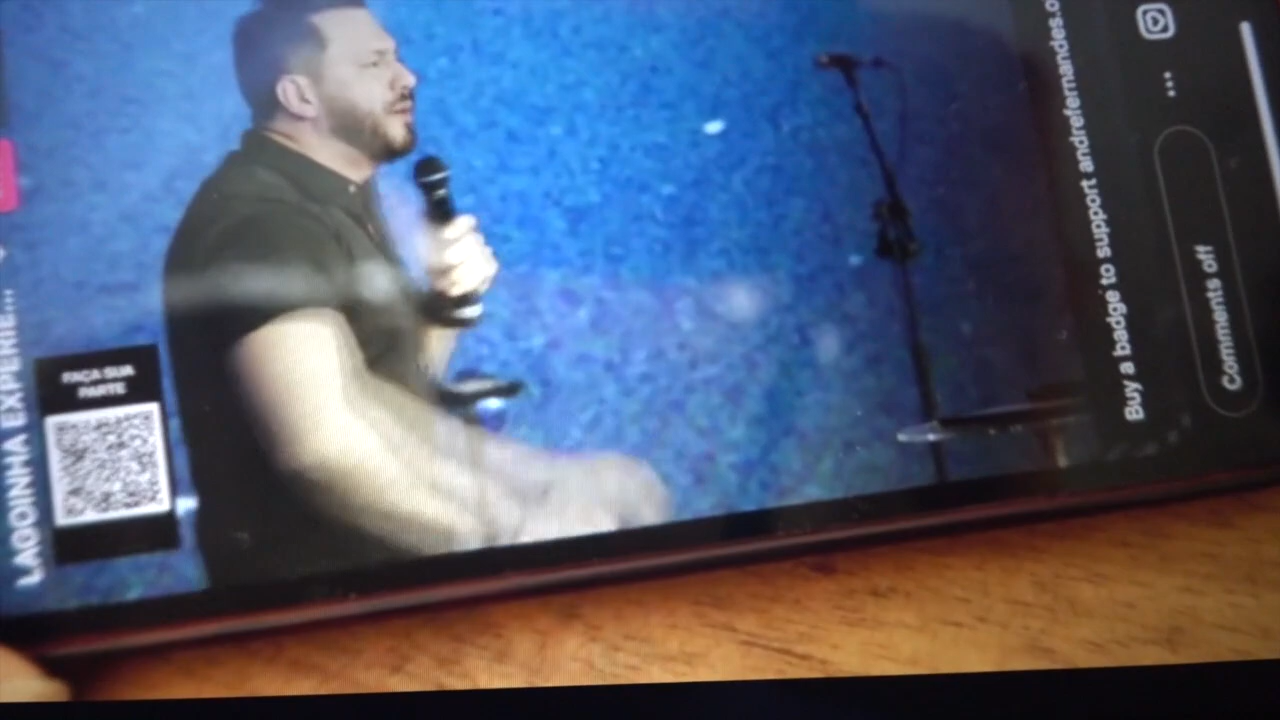 LAGOINHA EXPERIE...
FAÇA SUA
PARTE
Buy a badge to support andrefernandes.o
Comments off